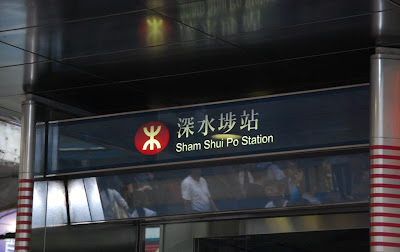 深水埗站
Sham Shui Po Station